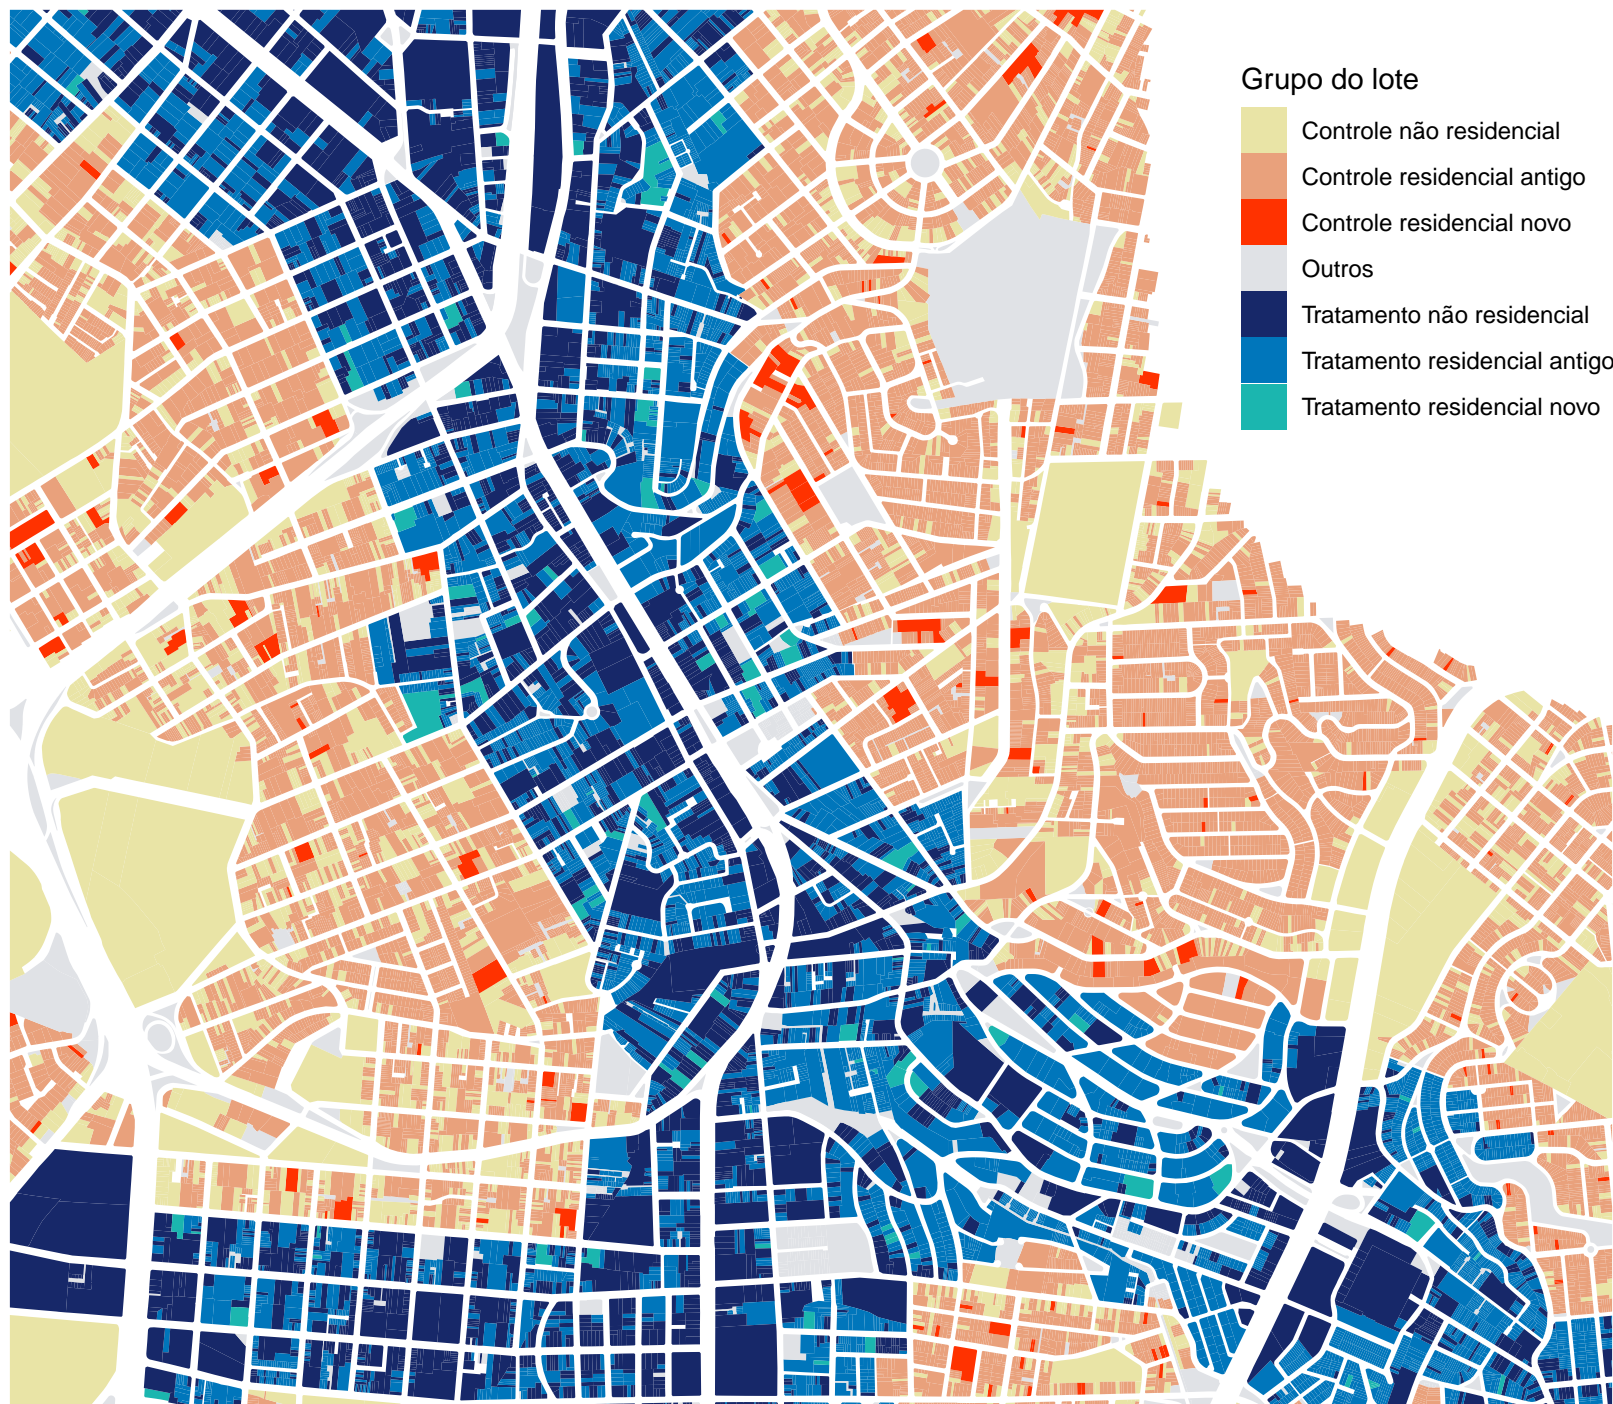 Grupo do lote
Controle não residencial
Controle residencial antigo
Controle residencial novo
Outros
Tratamento não residencial
Tratamento residencial antigo
Tratamento residencial novo